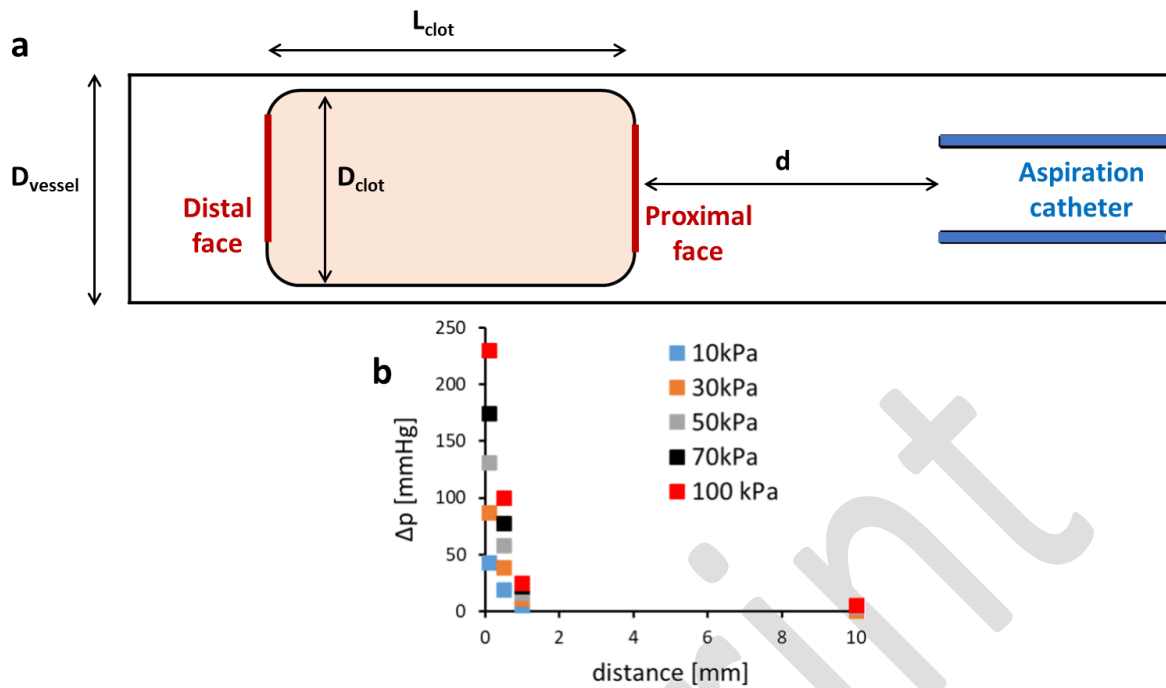 a
L_clot
D_vessel
D_clot
d
Distal
face
Proximal
face
Aspiration
catheter
b
250
200
150
100
50
0
Δp [mmHg]
10kPa
30kPa
50kPa
70kPa
100 kPa
0 2 4 6 8 10
distance [mm]
rint